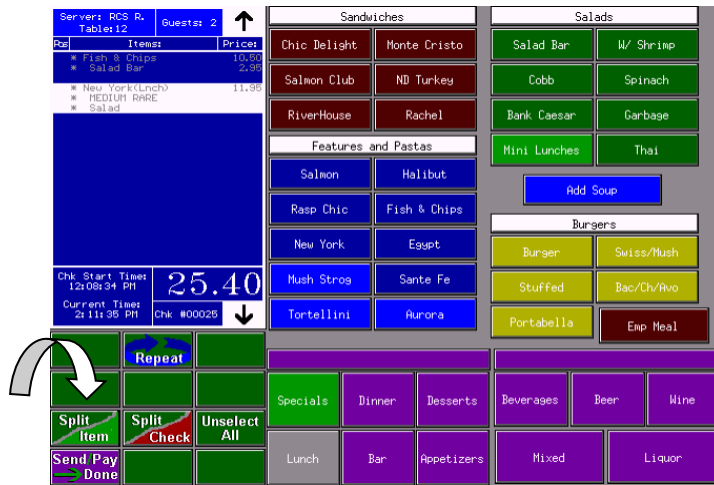 Server: RCS R.
Table:12
Guests: 2
Pos Items: Price:
* Fish & Chips 10.50
* Salad Bar 2.95
* New York(Lnch) 11.95
* MEDIUM RARE
* Salad
Chk Start Time:
12:08:34 PM
25.40
Current Time:
2:11:35 PM
Chk #00025
Repeat
Split
Item
Split
Check
Unselect
All
Send/Pay
Done
Sandwiches
Chic Delight Monte Cristo
Salmon Club ND Turkey
RiverHouse Rachel
Features and Pastas
Salmon Halibut
Rasp Chic Fish & Chips
New York Egypt
Mush Strog Sante Fe
Tortellini Aurora
Salads
Salad Bar W/ Shrimp
Cobb Spinach
Bank Caesar Garbage
Mini Lunches Thai
Add Soup
Burgers
Burger Swiss/Mush
Stuffed Bac/Ch/Avo
Portabella Emp Meal
Specials Dinner Desserts Beverages Beer Wine
Lunch Bar Appetizers Mixed Liquor